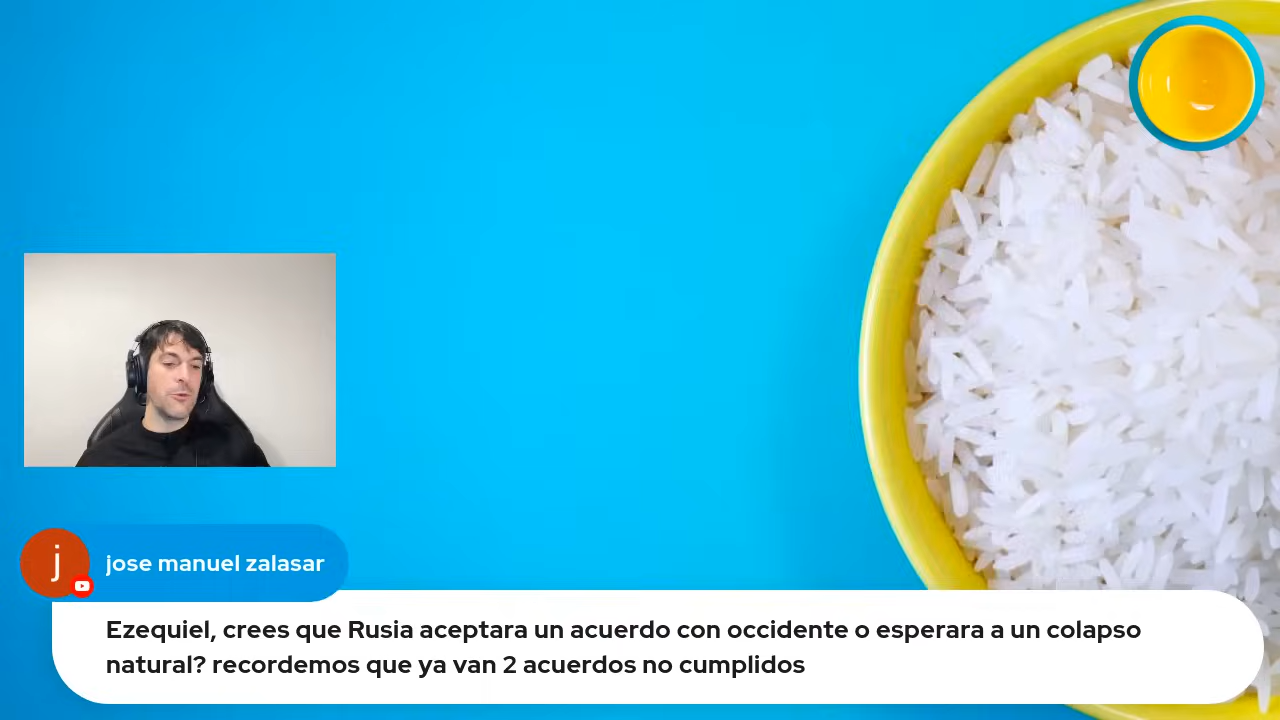 j
jose manuel zalasar
Ezequiel, crees que Rusia aceptara un acuerdo con occidente o esperara a un colapso
natural? recordemos que ya van 2 acuerdos no cumplidos